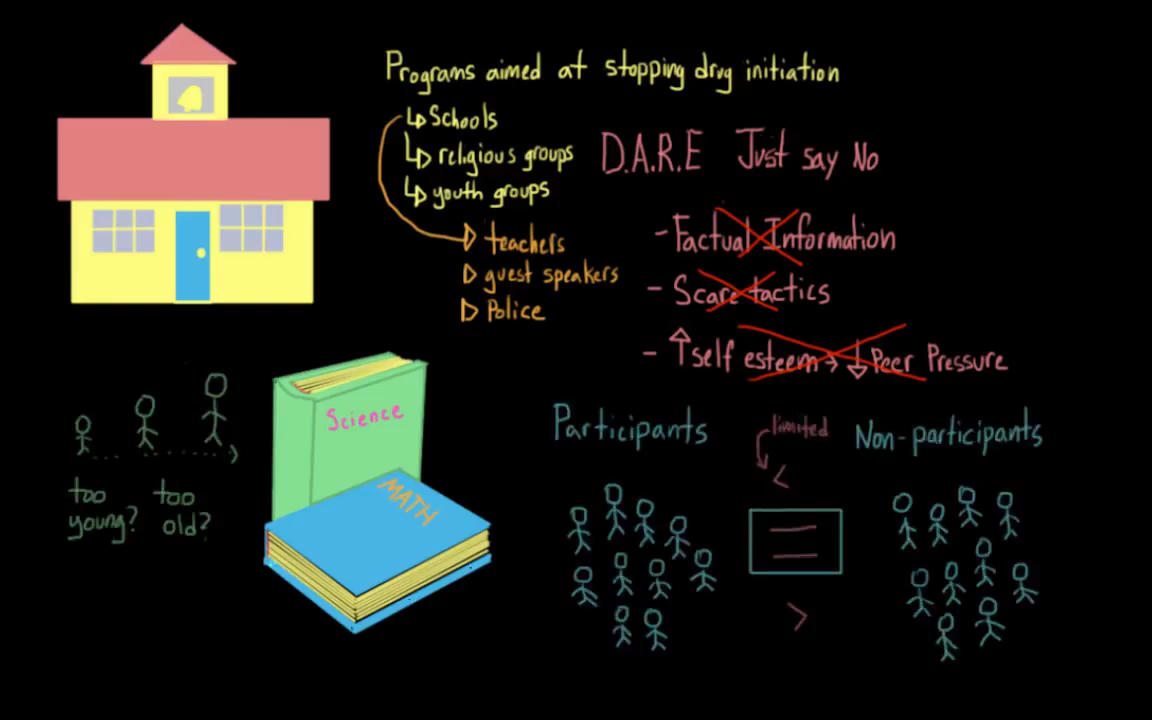 Programs aimed at stopping drug initiation
Schools
religious groups
youth groups
D.A.R.E Just say No
teachers
guest speakers
Police
- Factual Information
- Scare tactics
- ↑ self esteem → ↓ Peer Pressure
Science
MATH
too young?
too old?
Participants
limited
Non-participants
<
=
>